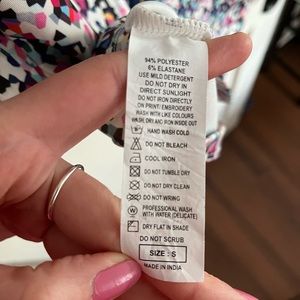 94% POLYESTER
6% ELASTANE
USE MILD DETERGENT
DO NOT DRY IN
DIRECT SUNLIGHT
DO NOT IRON DIRECTLY
ON PRINT/EMBROIDERY
WASH WITH LIKE COLOURS
WASH, DRY AND IRON INSIDE OUT
HAND WASH COLD
DO NOT BLEACH
COOL IRON
DO NOT TUMBLE DRY
DO NOT DRY CLEAN
DO NOT WRING
W PROFESSIONAL WASH
WITH WATER (DELICATE)
DRY FLAT IN SHADE
DO NOT SCRUB
SIZE : S
MADE IN INDIA